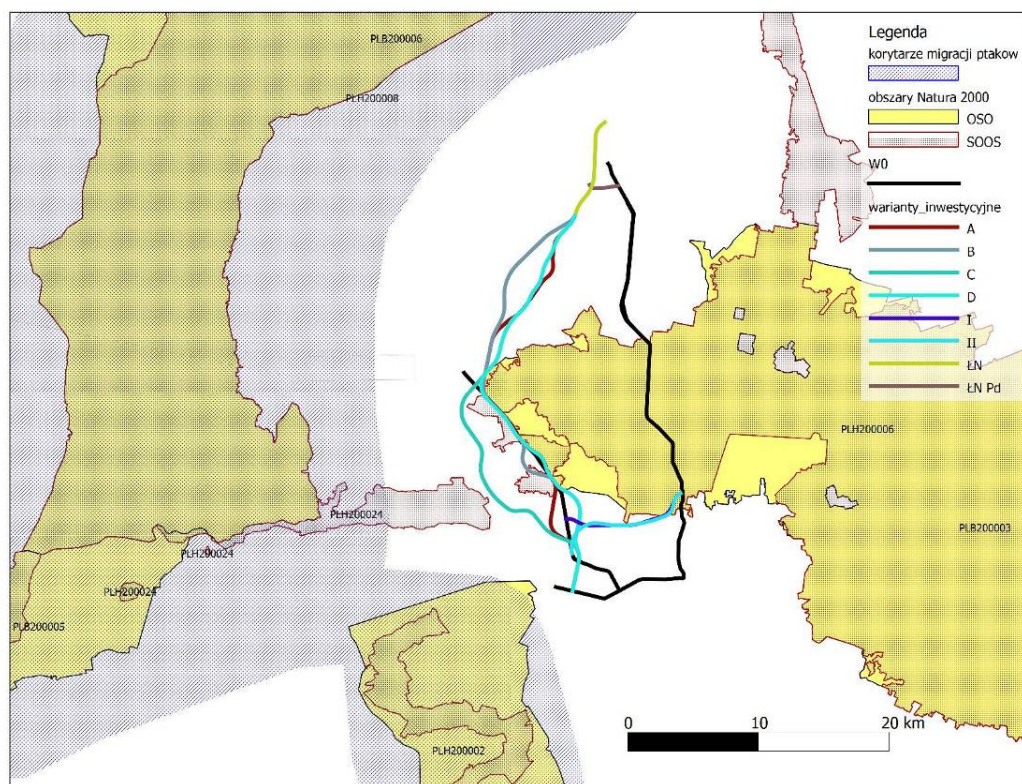 PLB200006
PLH200008
PLH200024
PLH200024
PLH200024
PLB200005
PLH200002
PLH200006
PLB200003
Legenda
korytarze migracji ptakow
obszary Natura 2000
OSO
SOOS
W0
warianty_inwestycyjne
A
B
C
D
I
II
ŁN
ŁN Pd
0 10 20 km